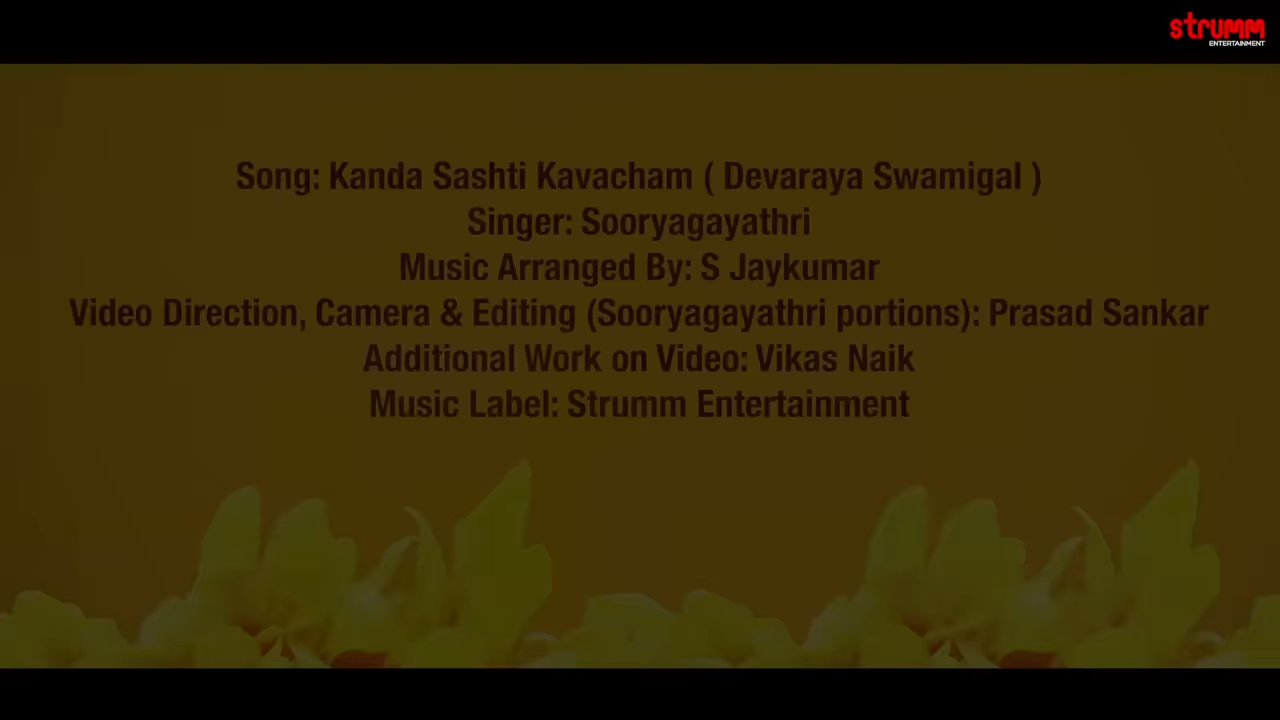 strumm
ENTERTAINMENT
Song: Kanda Sashti Kavacham ( Devaraya Swamigal )
Singer: Sooryagayathri
Music Arranged By: S Jaykumar
Video Direction, Camera & Editing (Sooryagayathri portions): Prasad Sankar
Additional Work on Video: Vikas Naik
Music Label: Strumm Entertainment